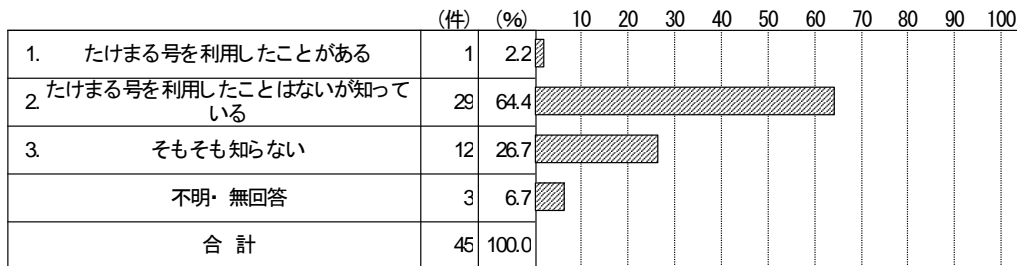 (件) (%) 10 20 30 40 50 60 70 80 90 100
1. たけまる号を利用したことがある 1 2.2
2. たけまる号を利用したことはないが知って
いる 29 64.4
3. そもそも知らない 12 26.7
不明・ 無回答 3 6.7
合 計 45 100.0